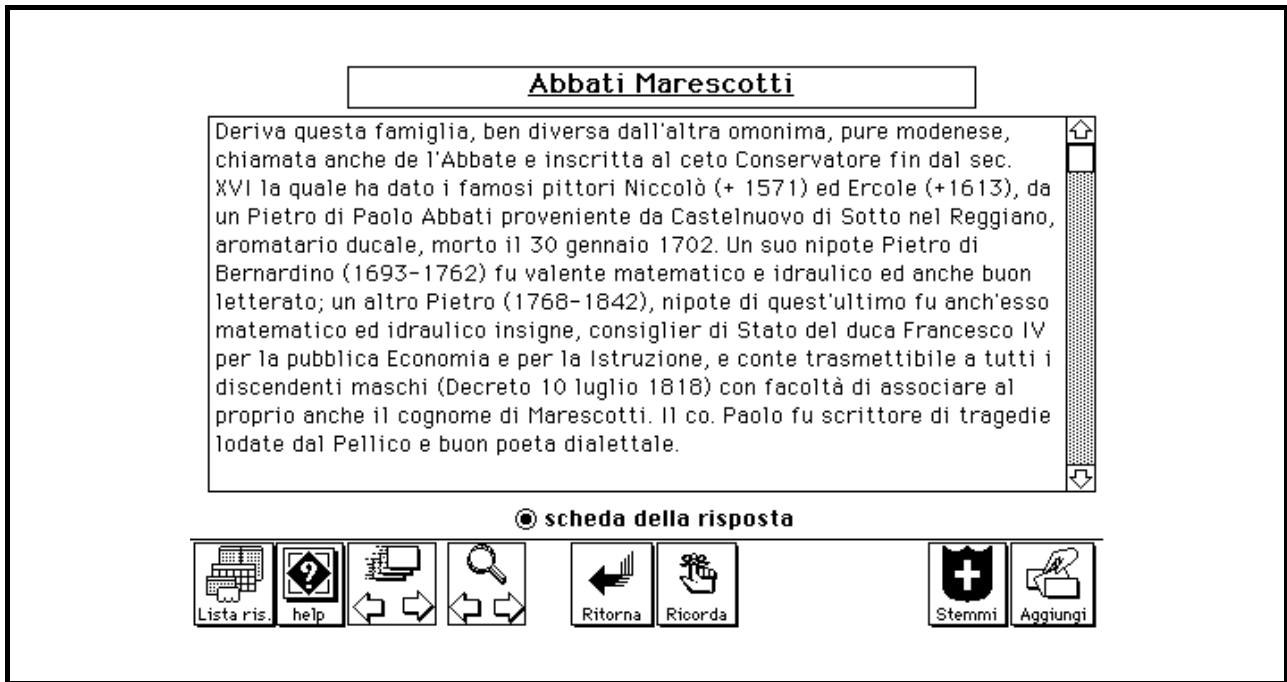 Abbati Marescotti
Deriva questa famiglia, ben diversa dall'altra omonima, pure modenese,
chiamata anche de l'Abbate e inscritta al ceto Conservatore fin dal sec.
XVI la quale ha dato i famosi pittori Niccolò (+ 1571) ed Ercole (+1613), da
un Pietro di Paolo Abbati proveniente da Castelnuovo di Sotto nel Reggiano,
aromatario ducale, morto il 30 gennaio 1702. Un suo nipote Pietro di
Bernardino (1693-1762) fu valente matematico e idraulico ed anche buon
letterato; un altro Pietro (1768-1842), nipote di quest'ultimo fu anch'esso
matematico ed idraulico insigne, consiglier di Stato del duca Francesco IV
per la pubblica Economia e per la Istruzione, e conte trasmettibile a tutti i
discendenti maschi (Decreto 10 luglio 1818) con facoltà di associare al
proprio anche il cognome di Marescotti. Il co. Paolo fu scrittore di tragedie
lodate dal Pellico e buon poeta dialettale.
scheda della risposta
Lista ris.
help
Ritorna
Ricorda
Stemmi
Aggiungi